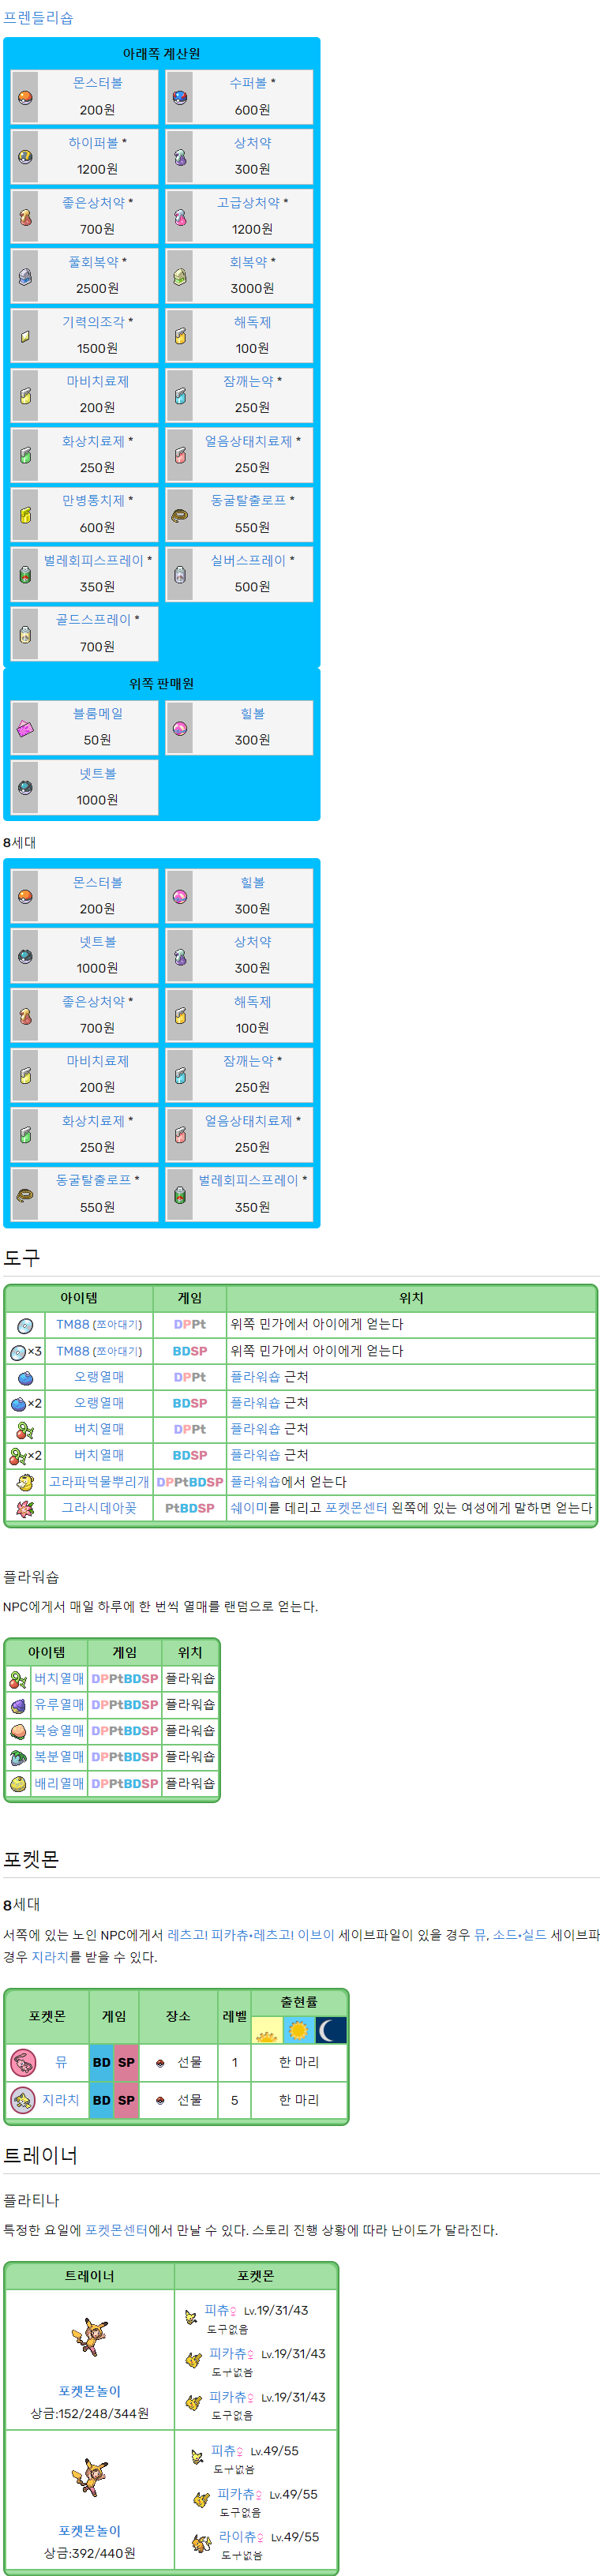 프렌들리숍
아래쪽 계산원
몬스터볼 수퍼볼 *
200원 600원
하이퍼볼 * 상처약
1200원 300원
좋은상처약 * 고급상처약 *
700원 1200원
풀회복약 * 회복약 *
2500원 3000원
기력의조각 * 해독제
1500원 100원
마비치료제 잠깨는약 *
200원 250원
화상치료제 * 얼음상태치료제 *
250원 250원
만병통치제 * 동굴탈출로프 *
600원 550원
벌레회피스프레이 * 실버스프레이 *
350원 500원
골드스프레이 *
700원
위쪽 판매원
블룸메일 힐볼
50원 300원
넷트볼
1000원
8세대
몬스터볼 힐볼
200원 300원
넷트볼 상처약
1000원 300원
좋은상처약 * 해독제
700원 100원
마비치료제 잠깨는약 *
200원 250원
화상치료제 * 얼음상태치료제 *
250원 250원
동굴탈출로프 * 벌레회피스프레이 *
550원 350원
도구
아이템 게임 위치
TM88 (쪼아대기) DPPt 위쪽 민가에서 아이에게 얻는다
×3 TM88 (쪼아대기) BDSP 위쪽 민가에서 아이에게 얻는다
오랭열매 DPPt 플라워숍 근처
×2 오랭열매 BDSP 플라워숍 근처
버치열매 DPPt 플라워숍 근처
×2 버치열매 BDSP 플라워숍 근처
고라파덕물뿌리개 DPPtBDSP 플라워숍에서 얻는다
그라시데아꽃 PtBDSP 쉐이미를 데리고 포켓몬센터 왼쪽에 있는 여성에게 말하면 얻는다
플라워숍
NPC에게서 매일 하루에 한 번씩 열매를 랜덤으로 얻는다.
아이템 게임 위치
버치열매 DPPtBDSP 플라워숍
유루열매 DPPtBDSP 플라워숍
복숭열매 DPPtBDSP 플라워숍
복분열매 DPPtBDSP 플라워숍
배리열매 DPPtBDSP 플라워숍
포켓몬
8세대
서쪽에 있는 노인 NPC에게서 레츠고! 피카츄·레츠고! 이브이 세이브파일이 있을 경우 뮤, 소드·실드 세이브파
경우 지라치를 받을 수 있다.
포켓몬 게임 장소 레벨 출현률
뮤 BD SP 선물 1 한 마리
지라치 BD SP 선물 5 한 마리
트레이너
플라티나
특정한 요일에 포켓몬센터에서 만날 수 있다. 스토리 진행 상황에 따라 난이도가 달라진다.
트레이너 포켓몬
포켓몬놀이
상금:152/248/344원
피츄♀ Lv.19/31/43
도구없음
피카츄♀ Lv.19/31/43
도구없음
피카츄♀ Lv.19/31/43
도구없음
포켓몬놀이
상금:392/440원
피츄♀ Lv.49/55
도구없음
피카츄♀ Lv.49/55
도구없음
라이츄♀ Lv.49/55
도구없음